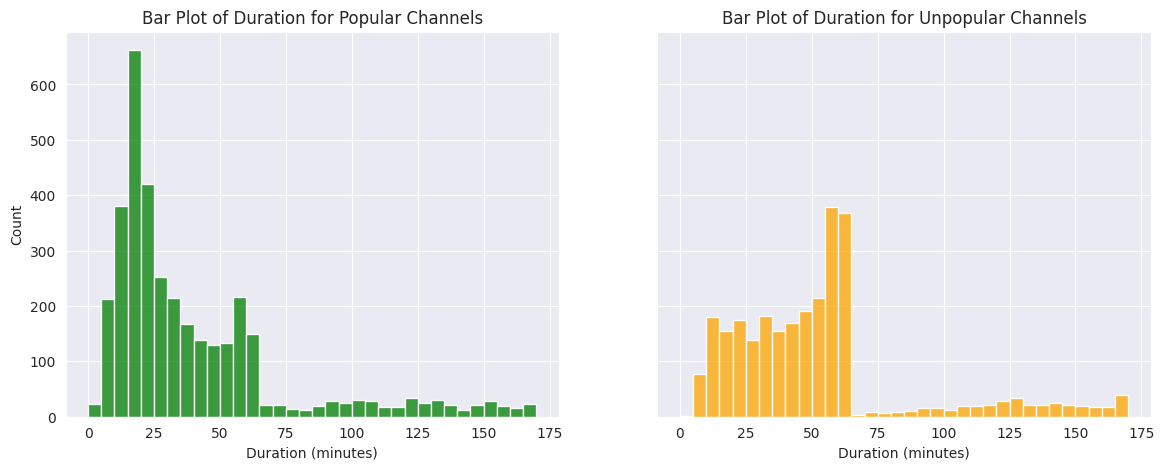 Bar Plot of Duration for Popular Channels
Bar Plot of Duration for Unpopular Channels
600
500
400
300
200
100
0
Count
0 25 50 75 100 125 150 175
0 25 50 75 100 125 150 175
Duration (minutes)
Duration (minutes)